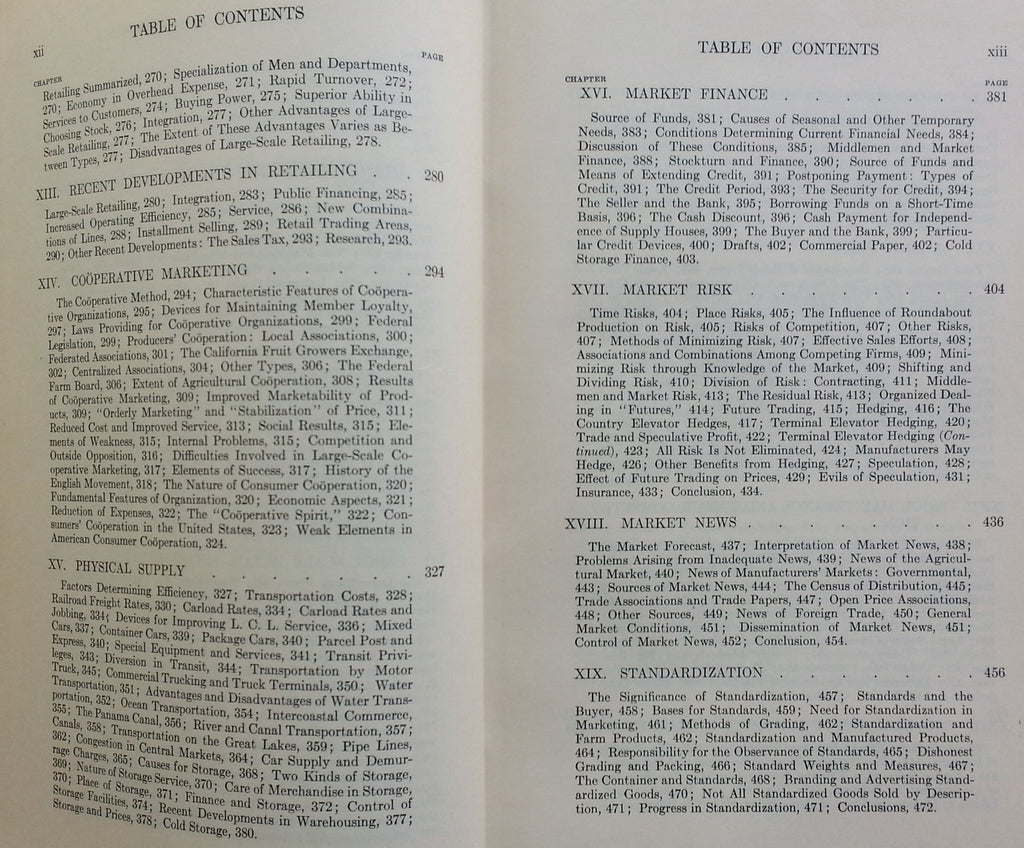 xii
TABLE OF CONTENTS
CHAPTER
PAGE
Retailing Summarized, 270; Specialization of Men and Departments,
270; Economy in Overhead Expense, 271; Rapid Turnover, 272;
Services to Customers, 274; Buying Power, 275; Superior Ability in
Choosing Stock, 276; Integration, 277; Other Advantages of Large-
Scale Retailing, 277; The Extent of These Advantages Varies as Be-
tween Types, 277; Disadvantages of Large-Scale Retailing, 278.
XIII. RECENT DEVELOPMENTS IN RETAILING . . 280
Large-Scale Retailing, 280; Integration, 283; Public Financing, 285;
Increased Operating Efficiency, 285; Service, 286; New Combina-
tions of Lines, 288; Installment Selling, 289; Retail Trading Areas,
290; Other Recent Developments: The Sales Tax, 293; Research, 293.
XIV. COÖPERATIVE MARKETING . . . . . . 294
The Coöperative Method, 294; Characteristic Features of Coöpera-
tive Organizations, 295; Devices for Maintaining Member Loyalty,
297; Laws Providing for Coöperative Organizations, 299; Federal
Legislation, 299; Producers' Coöperation: Local Associations, 300;
Federated Associations, 301; The California Fruit Growers Exchange,
302; Centralized Associations, 304; Other Types, 306; The Federal
Farm Board, 306; Extent of Agricultural Coöperation, 308; Results
of Coöperative Marketing, 309; Improved Marketability of Prod-
ucts, 309; "Orderly Marketing" and "Stabilization" of Price, 311;
Reduced Cost and Improved Service, 313; Social Results, 315; Ele-
ments of Weakness, 315; Internal Problems, 315; Competition and
Outside Opposition, 316; Difficulties Involved in Large-Scale Co-
operative Marketing, 317; Elements of Success, 317; History of the
English Movement, 318; The Nature of Consumer Coöperation, 320;
Fundamental Features of Organization, 320; Economic Aspects, 321;
Reduction of Expenses, 322; The "Coöperative Spirit," 322; Con-
sumers' Coöperation in the United States, 323; Weak Elements in
American Consumer Coöperation, 324.
XV. PHYSICAL SUPPLY . . . . . . 327
Factors Determining Efficiency, 327; Transportation Costs, 328;
Railroad Freight Rates, 330; Carload Rates, 334; Carload Rates and
Jobbing, 334; Devices for Improving L. C. L. Service, 336; Mixed
Cars, 337; Container Cars, 339; Package Cars, 340; Parcel Post and
Express, 340; Special Equipment and Services, 341; Transit Privi-
leges, 343; Diversion in Transit, 344; Transportation by Motor
Truck, 345; Commercial Trucking and Truck Terminals, 350; Water
Transportation, 351; Advantages and Disadvantages of Water Trans-
portation, 352; Ocean Transportation, 354; Intercoastal Commerce,
355; The Panama Canal, 356; River and Canal Transportation, 357;
Canals, 358; Transportation on the Great Lakes, 359; Pipe Lines,
362; Congestion in Central Markets, 364; Car Supply and Demur-
rage Charges, 365; Causes for Storage, 368; Two Kinds of Storage,
369; Nature of Storage Service, 370; Care of Merchandise in Storage,
370; Place of Storage, 371; Finance and Storage, 372; Control of
Storage Facilities, 374; Recent Developments in Warehousing, 377;
Storage and Prices, 378; Cold Storage, 380.
TABLE OF CONTENTS
xiii
CHAPTER
PAGE
XVI. MARKET FINANCE . . . . . . . 381
Source of Funds, 381; Causes of Seasonal and Other Temporary
Needs, 383; Conditions Determining Current Financial Needs, 384;
Discussion of These Conditions, 385; Middlemen and Market
Finance, 388; Stockturn and Finance, 390; Source of Funds and
Means of Extending Credit, 391; Postponing Payment: Types of
Credit, 391; The Credit Period, 393; The Security for Credit, 394;
The Seller and the Bank, 395; Borrowing Funds on a Short-Time
Basis, 396; The Cash Discount, 396; Cash Payment for Independ-
ence of Supply Houses, 399; The Buyer and the Bank, 399; Particu-
lar Credit Devices, 400; Drafts, 402; Commercial Paper, 402; Cold
Storage Finance, 403.
XVII. MARKET RISK . . . . . . . . 404
Time Risks, 404; Place Risks, 405; The Influence of Roundabout
Production on Risk, 405; Risks of Competition, 407; Other Risks,
407; Methods of Minimizing Risk, 407; Effective Sales Efforts, 408;
Associations and Combinations Among Competing Firms, 409; Mini-
mizing Risk through Knowledge of the Market, 409; Shifting and
Dividing Risk, 410; Division of Risk: Contracting, 411; Middle-
men and Market Risk, 413; The Residual Risk, 413; Organized Deal-
ing in "Futures," 414; Future Trading, 415; Hedging, 416; The
Country Elevator Hedges, 417; Terminal Elevator Hedging, 420;
Trade and Speculative Profit, 422; Terminal Elevator Hedging (Con-
tinued), 423; All Risk Is Not Eliminated, 424; Manufacturers May
Hedge, 426; Other Benefits from Hedging, 427; Speculation, 428;
Effect of Future Trading on Prices, 429; Evils of Speculation, 431;
Insurance, 433; Conclusion, 434.
XVIII. MARKET NEWS . . . . . . . . 436
The Market Forecast, 437; Interpretation of Market News, 438;
Problems Arising from Inadequate News, 439; News of the Agricul-
tural Market, 440; News of Manufacturers' Markets: Governmental,
443; Sources of Market News, 444; The Census of Distribution, 445;
Trade Associations and Trade Papers, 447; Open Price Associations,
448; Other Sources, 449; News of Foreign Trade, 450; General
Market Conditions, 451; Dissemination of Market News, 451;
Control of Market News, 452; Conclusion, 454.
XIX. STANDARDIZATION . . . . . . . 456
The Significance of Standardization, 457; Standards and the
Buyer, 458; Bases for Standards, 459; Need for Standardization in
Marketing, 461; Methods of Grading, 462; Standardization and
Farm Products, 462; Standardization and Manufactured Products,
464; Responsibility for the Observance of Standards, 465; Dishonest
Grading and Packing, 466; Standard Weights and Measures, 467;
The Container and Standards, 468; Branding and Advertising Stand-
ardized Goods, 470; Not All Standardized Goods Sold by Descrip-
tion, 471; Progress in Standardization, 471; Conclusions, 472.